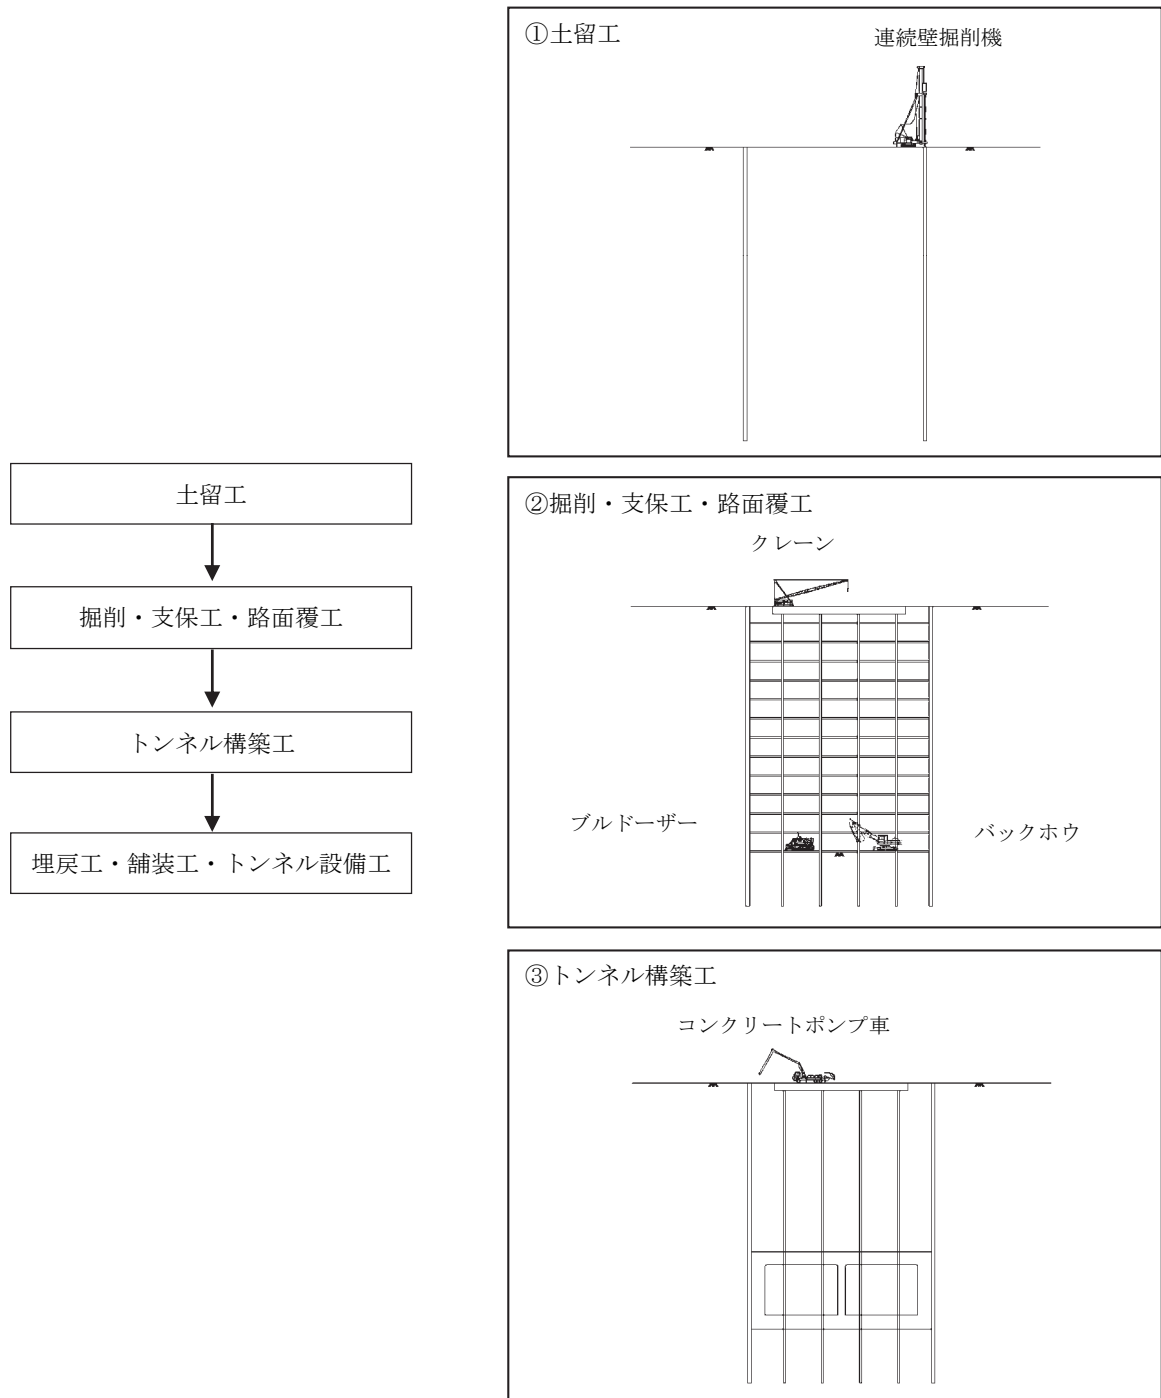 ①土留工
連続壁掘削機
土留工
掘削・支保工・路面覆工
トンネル構築工
埋戻工・舗装工・トンネル設備工
②掘削・支保工・路面覆工
クレーン
ブルドーザー
バックホウ
③トンネル構築工
コンクリートポンプ車